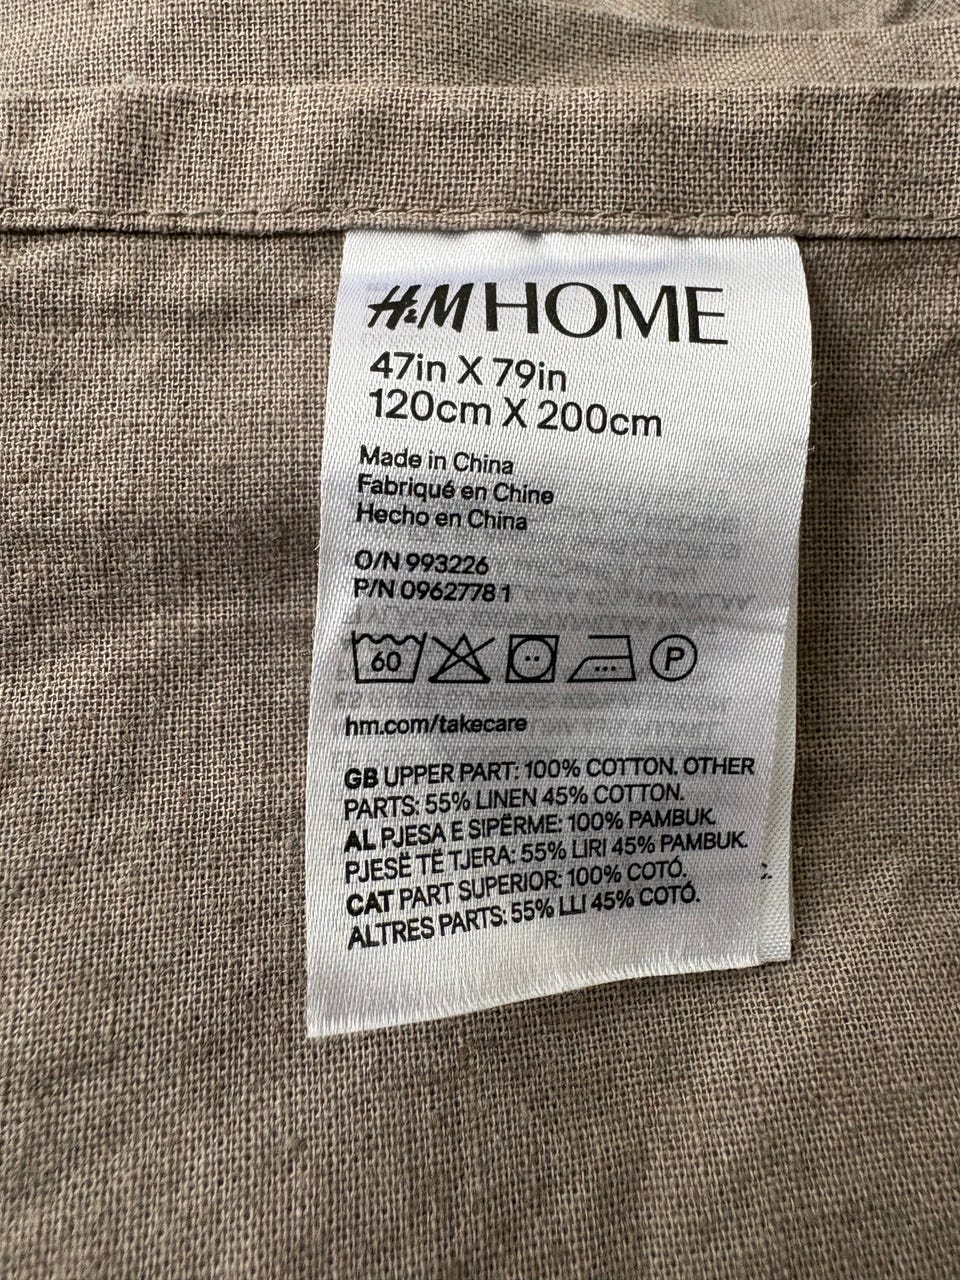 H&M HOME
47in X 79in
120cm X 200cm
Made in China
Fabriqué en Chine
Hecho en China
O/N 993226
P/N 09627781
60
P
hm.com/takecare
GB UPPER PART: 100% COTTON. OTHER
PARTS: 55% LINEN 45% COTTON.
AL PJESA E SIPËRME: 100% PAMBUK.
PJESË TË TJERA: 55% LIRI 45% PAMBUK.
CAT PART SUPERIOR: 100% COTÓ.
ALTRES PARTS: 55% LLI 45% COTÓ.